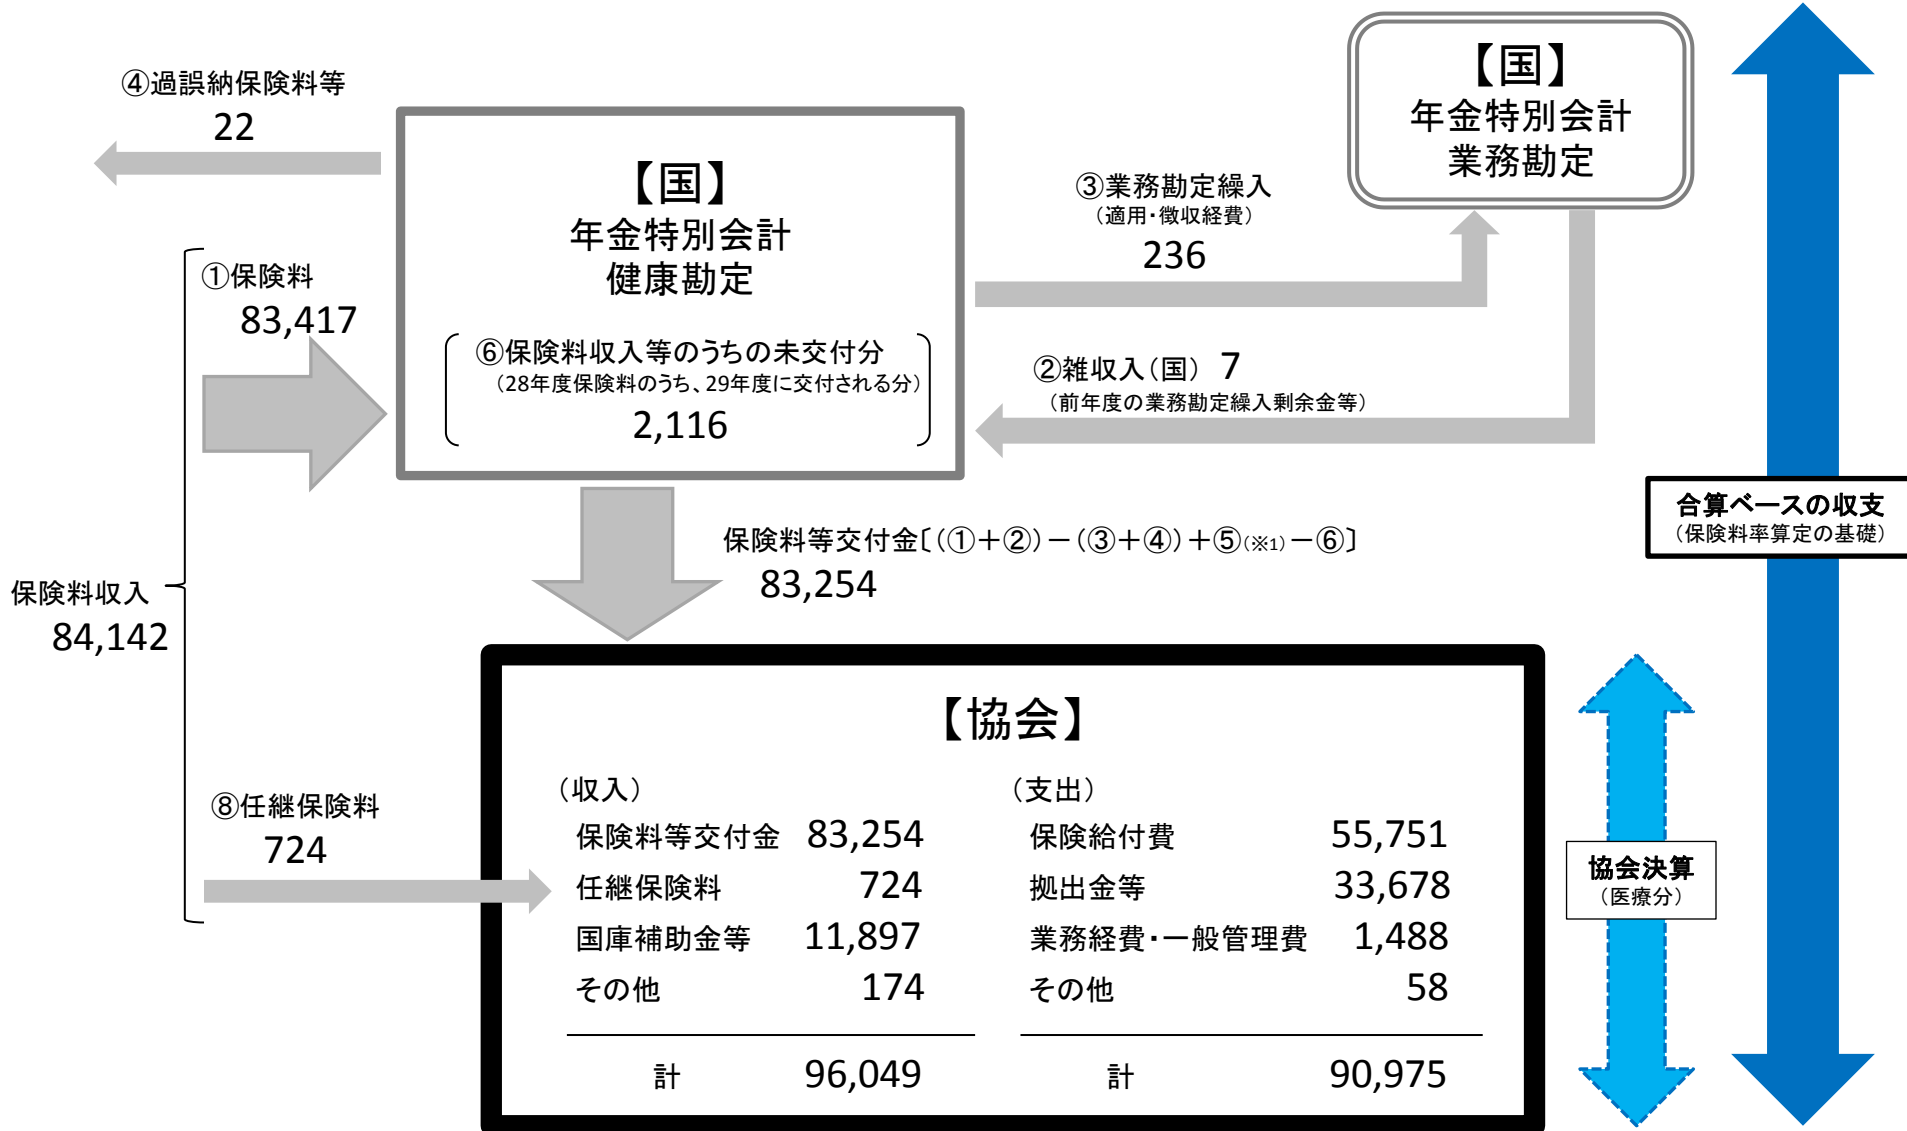 ④過誤納保険料等
22
【国】
年金特別会計
業務勘定
【国】
年金特別会計
健康勘定
③業務勘定繰入
（適用・徴収経費）
236
①保険料
83,417
⑥保険料収入等のうちの未交付分
（28年度保険料のうち、29年度に交付される分）
2,116
②雑収入（国） 7
（前年度の業務勘定繰入剰余金等）
合算ベースの収支
（保険料率算定の基礎）
保険料等交付金〔（①＋②）－（③＋④）＋⑤（※1）－⑥〕
83,254
保険料収入
84,142
【協会】
⑧任継保険料
724
（収入）
保険料等交付金 83,254
任継保険料 724
国庫補助金等 11,897
その他 174
計 96,049
（支出）
保険給付費 55,751
拠出金等 33,678
業務経費・一般管理費 1,488
その他 58
計 90,975
協会決算
（医療分）